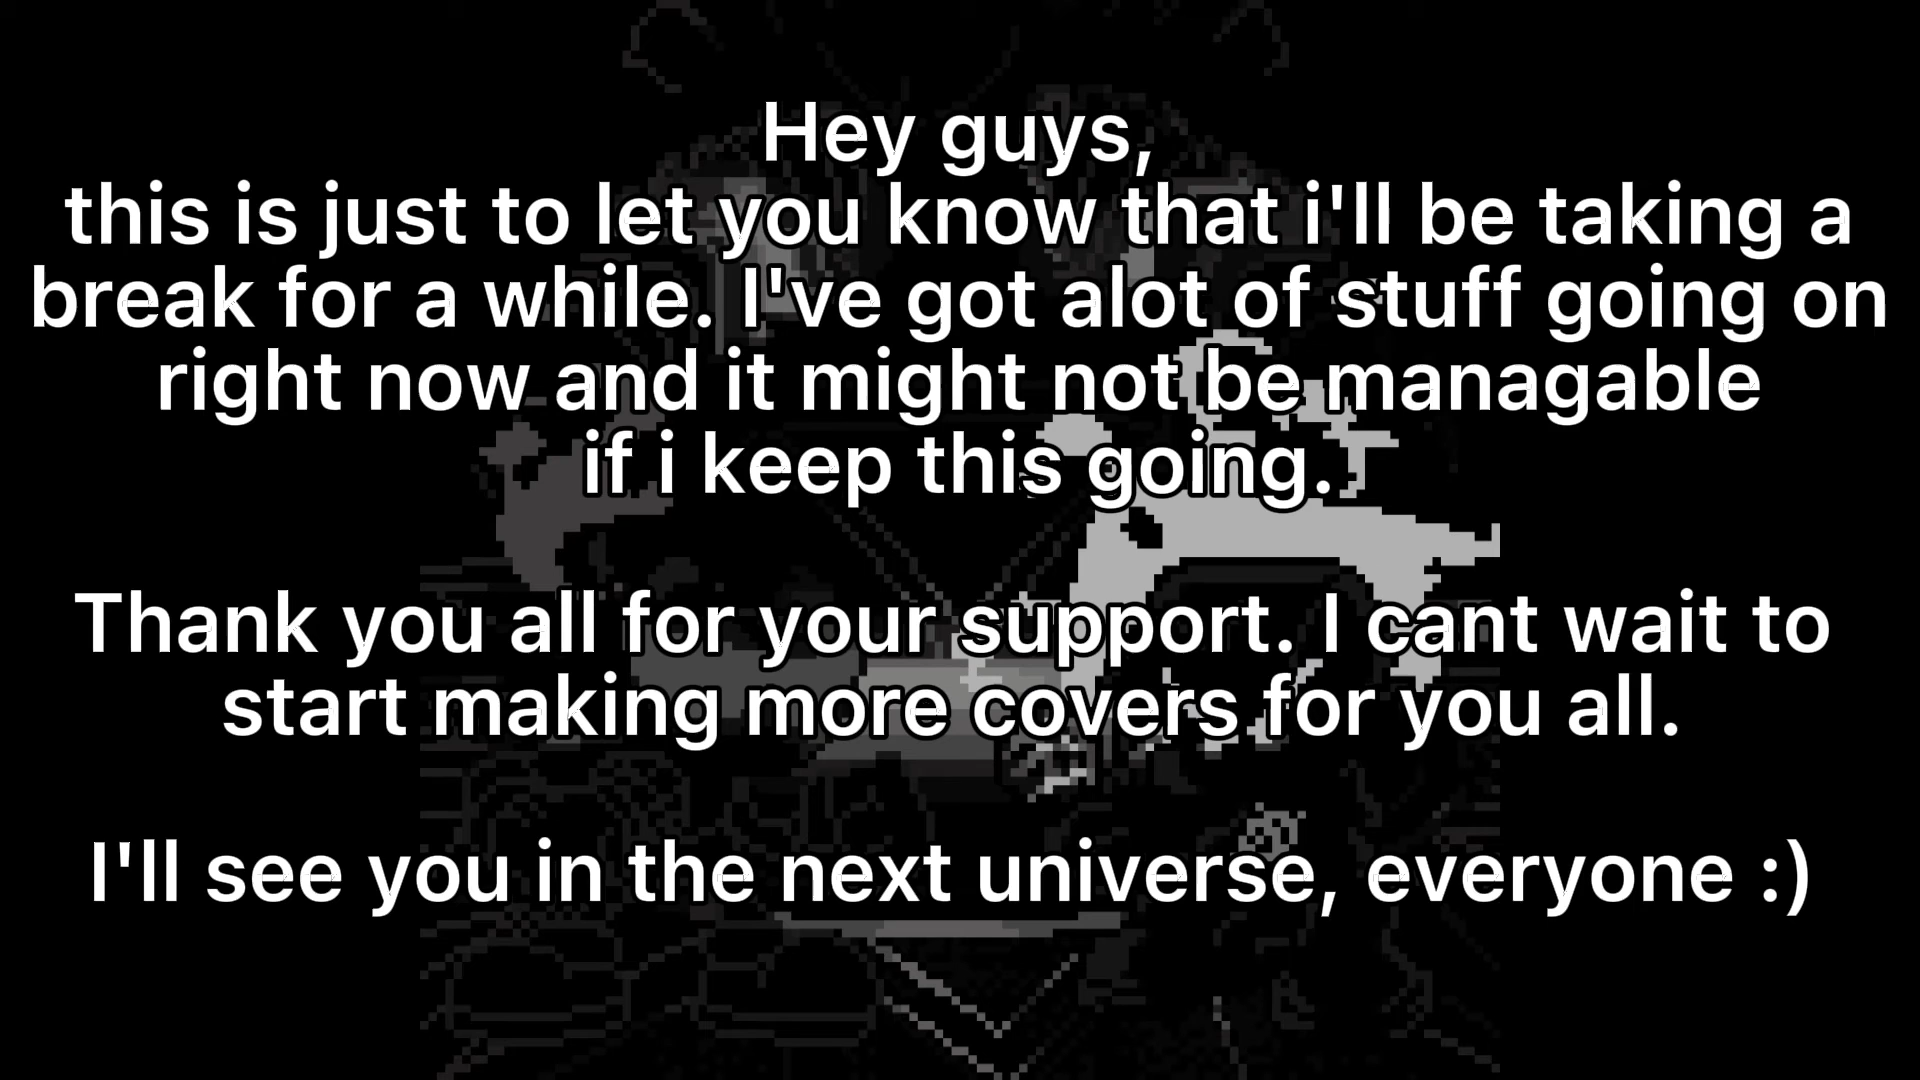 Hey guys,
this is just to let you know that i'll be taking a
break for a while. I've got alot of stuff going on
right now and it might not be managable
if i keep this going.
Thank you all for your support. I cant wait to
start making more covers for you all.
I'll see you in the next universe, everyone :)